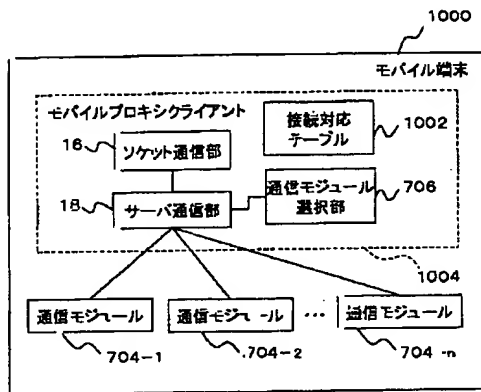 1000
モバイル端末
モバイルプロキシクライアント
接続対応
テーブル
1002
16
ソケット通信部
18
サーバ通信部
通信モジュール
選択部
706
1004
通信モジュール
通信モジュール
...
通信モジュール
704-1
704-2
704-n